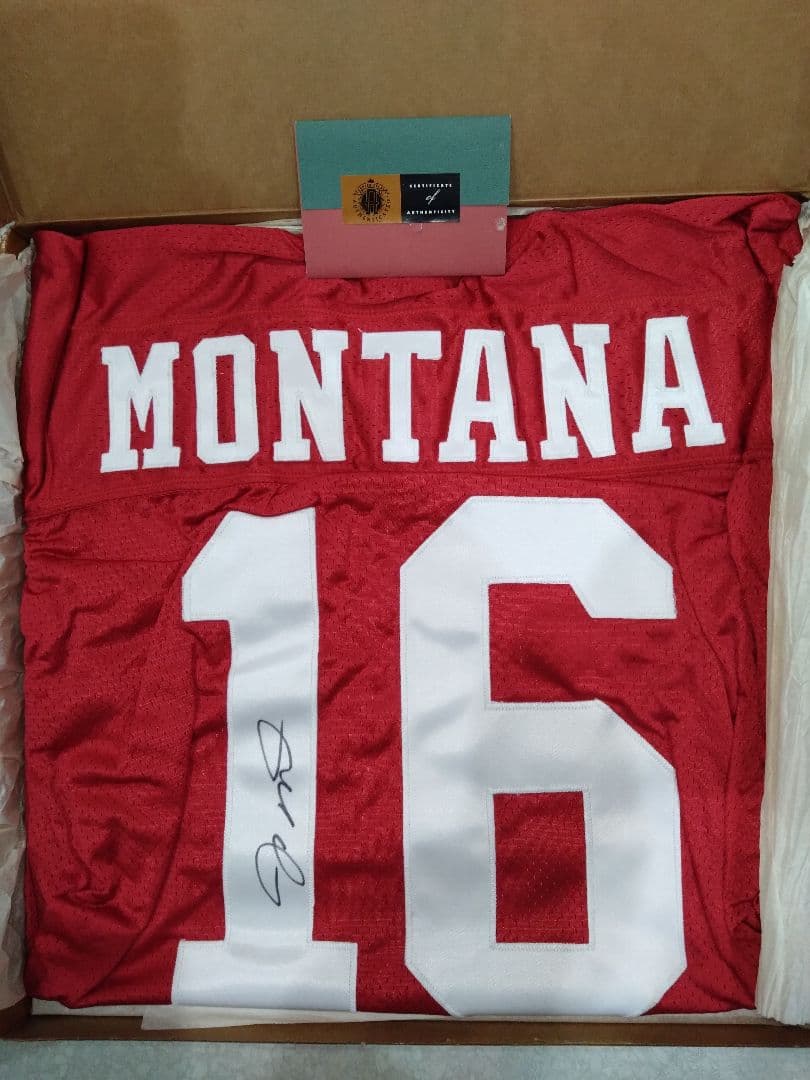 CERTIFICATE
of
AUTHENTICITY
MONTANA
16